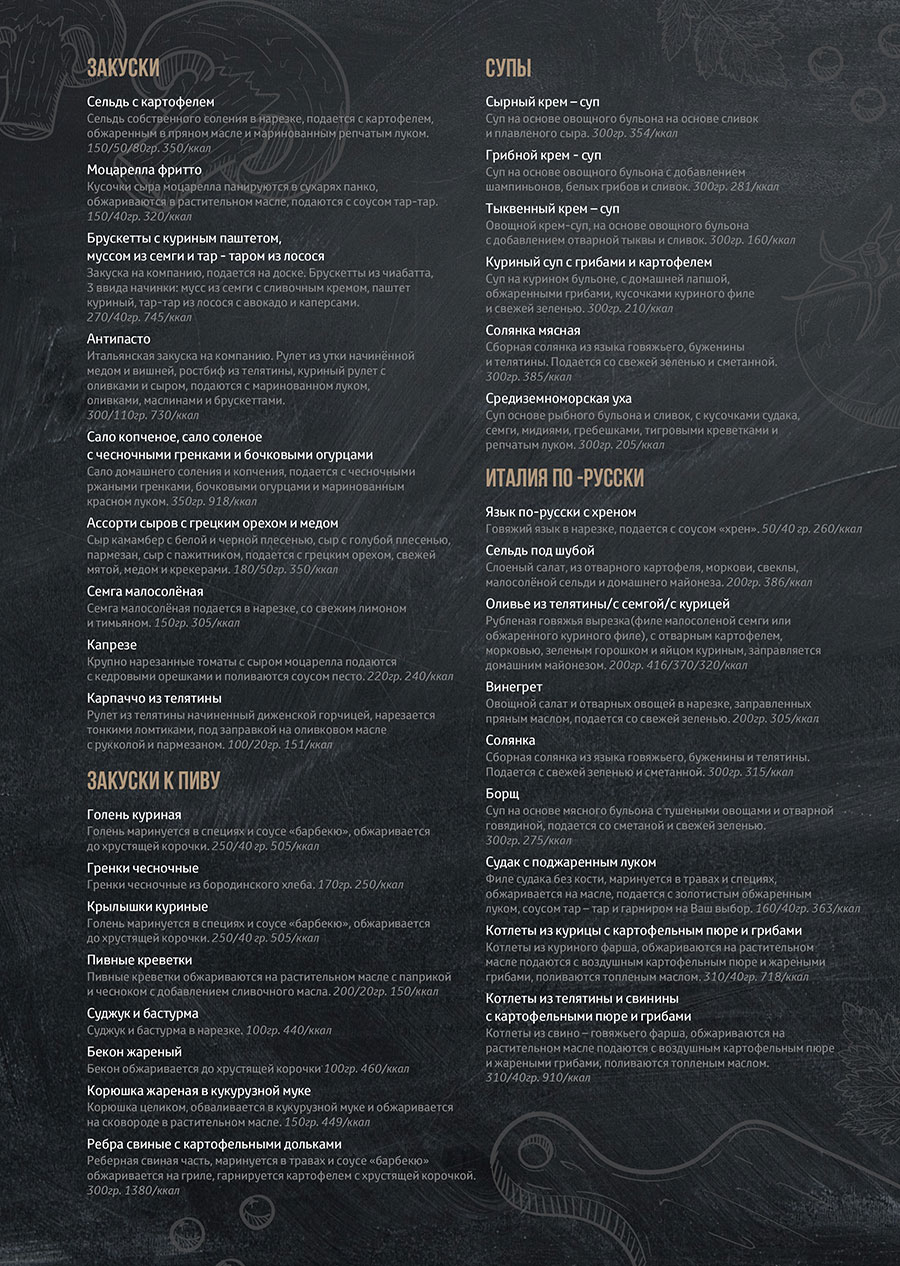 ЗАКУСКИ
Сельдь с картофелем
Сельдь собственного соления в нарезке, подается с картофелем,
обжаренным в пряном масле и маринованным репчатым луком.
150/50/80гр. 350/ккал
Моцарелла фритто
Кусочки сыра моцарелла панируются в сухарях панко,
обжариваются в растительном масле, подаются с соусом тар-тар.
150/40гр. 320/ккал
Брускетты с куриным паштетом,
муссом из семги и тар - таром из лосося
Закуска на компанию, подается на доске. Брускетты из чиабатта,
3 ввида начинки: мусс из семги с сливочным кремом, паштет
куриный, тар-тар из лосося с авокадо и каперсами.
270/40гр. 745/ккал
Антипасто
Итальянская закуска на компанию. Рулет из утки начинённой
медом и вишней, ростбиф из телятины, куриный рулет с
оливками и сыром, подаются с маринованном луком,
оливками, маслинами и брускеттами.
300/110гр. 730/ккал
Сало копченое, сало соленое
с чесночными гренками и бочковыми огурцами
Сало домашнего соления и копчения, подается с чесночными
ржаными гренками, бочковыми огурцами и маринованным
красном луком. 350гр. 918/ккал
Ассорти сыров с грецким орехом и медом
Сыр камамбер с белой и черной плесенью, сыр с голубой плесенью,
пармезан, сыр с пажитником, подается с грецким орехом, свежей
мятой, медом и крекерами. 180/50гр. 350/ккал
Семга малосолёная
Семга малосолёная подается в нарезке, со свежим лимоном
и тимьяном. 150гр. 305/ккал
Капрезе
Крупно нарезанные томаты с сыром моцарелла подаются
с кедровыми орешками и поливаются соусом песто. 220гр. 240/ккал
Карпаччо из телятины
Рулет из телятины начиненный диженской горчицей, нарезается
тонкими ломтиками, под заправкой на оливковом масле
с рукколой и пармезаном. 100/20гр. 151/ккал
ЗАКУСКИ К ПИВУ
Голень куриная
Голень маринуется в специях и соусе «барбекю», обжаривается
до хрустящей корочки. 250/40 гр. 505/ккал
Гренки чесночные
Гренки чесночные из бородинского хлеба. 170гр. 250/ккал
Крылышки куриные
Голень маринуется в специях и соусе «барбекю», обжаривается
до хрустящей корочки. 250/40 гр. 505/ккал
Пивные креветки
Пивные креветки обжариваются на растительном масле с паприкой
и чесноком с добавлением сливочного масла. 200/20гр. 150/ккал
Суджук и бастурма
Суджук и бастурма в нарезке. 100гр. 440/ккал
Бекон жареный
Бекон обжаривается до хрустящей корочки 100гр. 460/ккал
Корюшка жареная в кукурузной муке
Корюшка целиком, обваливается в кукурузной муке и обжаривается
на сковороде в растительном масле. 150гр. 449/ккал
Ребра свиные с картофельными дольками
Реберная свиная часть, маринуется в травах и соусе «барбекю»
обжаривается на гриле, гарнируется картофелем с хрустящей корочкой.
300гр. 1380/ккал
СУПЫ
Сырный крем – суп
Суп на основе овощного бульона на основе сливок
и плавленого сыра. 300гр. 354/ккал
Грибной крем - суп
Суп на основе овощного бульона с добавлением
шампиньонов, белых грибов и сливок. 300гр. 281/ккал
Тыквенный крем – суп
Овощной крем-суп, на основе овощного бульона
с добавлением отварной тыквы и сливок. 300гр. 160/ккал
Куриный суп с грибами и картофелем
Суп на курином бульоне, с домашней лапшой,
обжаренными грибами, кусочками куриного филе
и свежей зеленью. 300гр. 210/ккал
Солянка мясная
Сборная солянка из языка говяжьего, буженины
и телятины. Подается со свежей зеленью и сметанной.
300гр. 385/ккал
Средиземноморская уха
Суп основе рыбного бульона и сливок, с кусочками судака,
семги, мидиями, гребешками, тигровыми креветками и
репчатым луком. 300гр. 205/ккал
ИТАЛИЯ ПО -РУССКИ
Язык по-русски с хреном
Говяжий язык в нарезке, подается с соусом «хрен». 50/40 гр. 260/ккал
Сельдь под шубой
Слоеный салат, из отварного картофеля, моркови, свеклы,
малосолёной сельди и домашнего майонеза. 200гр. 386/ккал
Оливье из телятины/с семгой/с курицей
Рубленая говяжья вырезка(филе малосоленой семги или
обжаренного куриного филе), с отварным картофелем,
морковью, зеленым горошком и яйцом куриным, заправляется
домашним майонезом. 200гр. 416/370/320/ккал
Винегрет
Овощной салат и отварных овощей в нарезке, заправленных
пряным маслом, подается со свежей зеленью. 200гр. 305/ккал
Солянка
Сборная солянка из языка говяжьего, буженины и телятины.
Подается с свежей зеленью и сметанной. 300гр. 315/ккал
Борщ
Суп на основе мясного бульона с тушеными овощами и отварной
говядиной, подается со сметаной и свежей зеленью.
300гр. 275/ккал
Судак с поджаренным луком
Филе судака без кости, маринуется в травах и специях,
обжаривается на масле, подается с золотистым обжаренным
луком, соусом тар – тар и гарниром на Ваш выбор. 160/40гр. 363/ккал
Котлеты из курицы с картофельным пюре и грибами
Котлеты из куриного фарша, обжариваются на растительном
масле подаются с воздушным картофельным пюре и жареными
грибами, поливаются топленым маслом. 310/40гр. 718/ккал
Котлеты из телятины и свинины
с картофельными пюре и грибами
Котлеты из свино – говяжьего фарша, обжариваются на
растительном масле подаются с воздушным картофельным пюре
и жареными грибами, поливаются топленым маслом.
310/40гр. 910/ккал